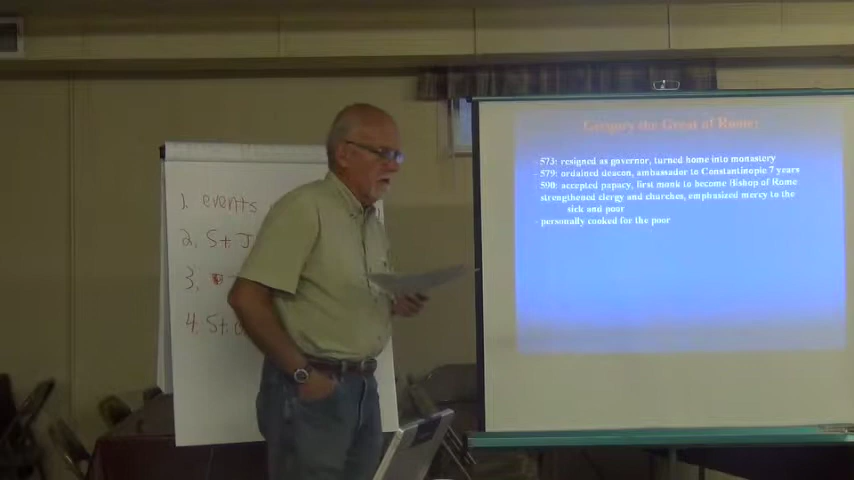 1. events
2. St. J
3.
4. St.
Gregory the Great of Rome:
- 573: resigned as governor, turned home into monastery
- 579: ordained deacon, ambassador to Constantinople 7 years
590: accepted papacy, first monk to become Bishop of Rome
strengthened clergy and churches, emphasized mercy to the
sick and poor
- personally cooked for the poor